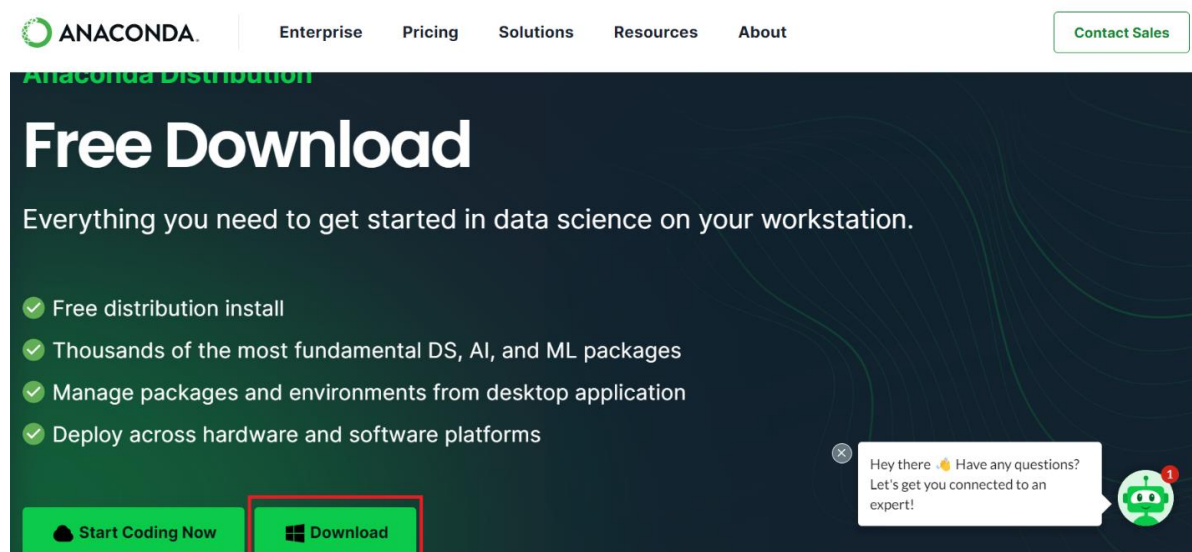 ANACONDA.
Enterprise
Pricing
Solutions
Resources
About
Contact Sales
Anaconda Distribution
Free Download
Everything you need to get started in data science on your workstation.
Free distribution install
Thousands of the most fundamental DS, AI, and ML packages
Manage packages and environments from desktop application
Deploy across hardware and software platforms
Hey there 👋 Have any questions?
Let's get you connected to an
expert!
1
Start Coding Now
Download